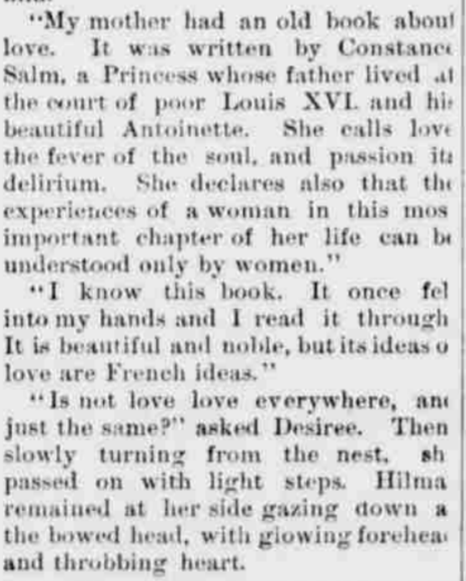 "My mother had an old book about
love. It was written by Constance
Salm, a Princess whose father lived at
the court of poor Louis XVI. and his
beautiful Antoinette. She calls love
the fever of the soul, and passion its
delirium. She declares also that the
experiences of a woman in this mos
important chapter of her life can be
understood only by women."
"I know this book. It once fel
into my hands and I read it through
It is beautiful and noble, but its ideas o
love are French ideas."
"Is not love love everywhere, and
just the same?" asked Desiree. Then
slowly turning from the nest, sh
passed on with light steps. Hilma
remained at her side gazing down a
the bowed head, with glowing forehead
and throbbing heart.